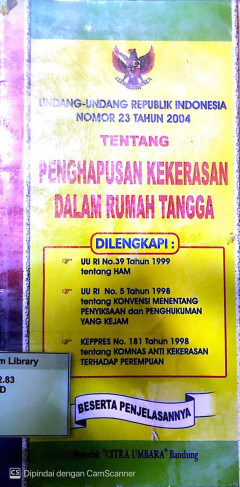 UNDANG-UNDANG REPUBLIK INDONESIA
NOMOR 23 TAHUN 2004
TENTANG
PENGHAPUSAN KEKERASAN
DALAM RUMAH TANGGA
DILENGKAPI :
UU RI No.39 Tahun 1999
tentang HAM
UU RI No. 5 Tahun 1998
tentang KONVENSI MENENTANG
PENYIKSAAN dan PENGHUKUMAN
YANG KEJAM
KEPPRES No. 181 Tahun 1998
tentang KOMNAS ANTI KEKERASAN
TERHADAP PEREMPUAN
m Library
2.83
D
BESERTA PENJELASANNYA
"CITRA UMBARA" Bandung
CS Dipindai dengan CamScanner